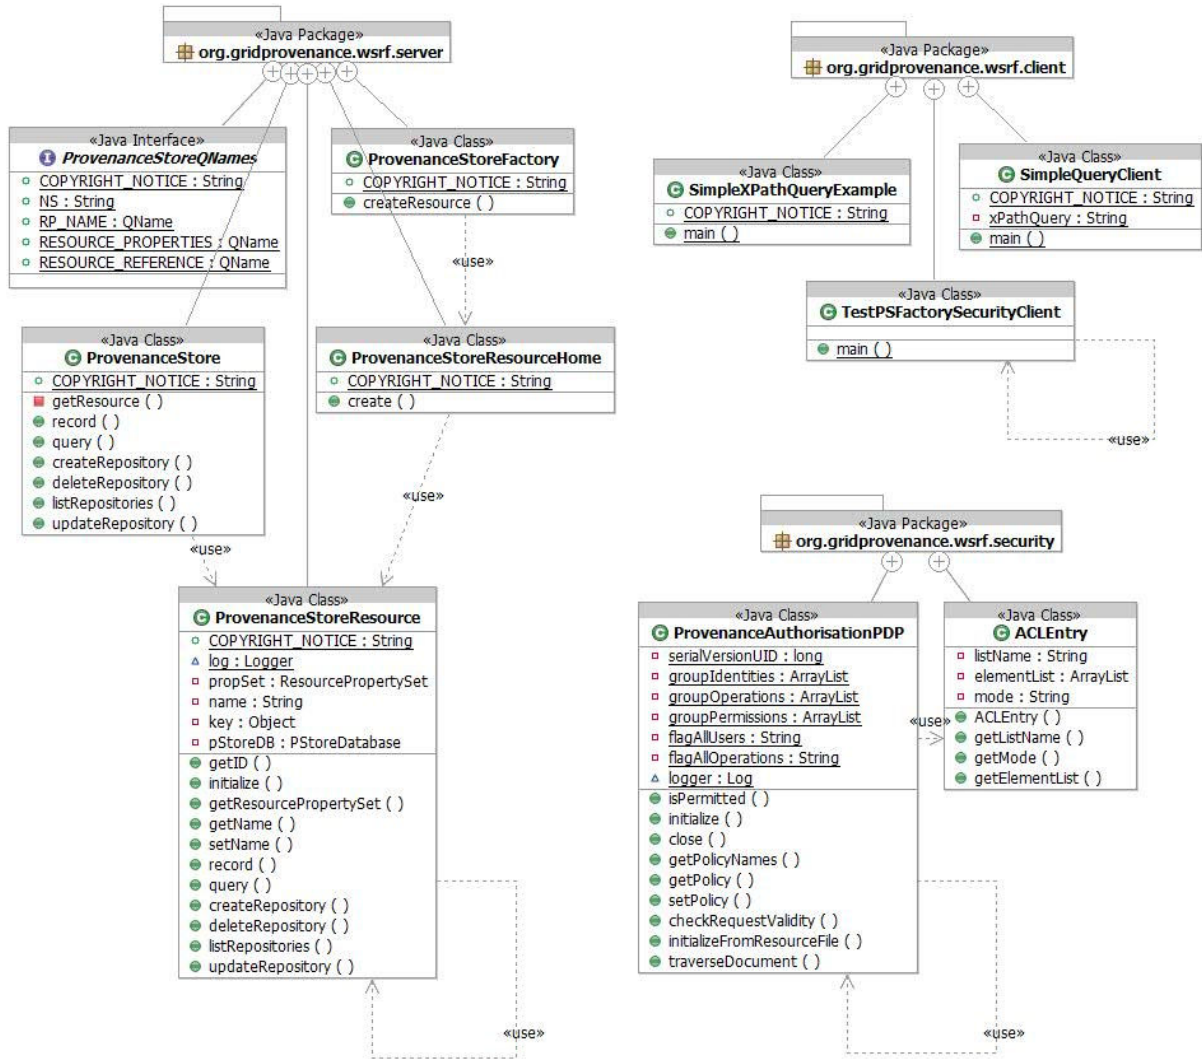 «Java Package»
org.gridprovenance.wsrf.server
«Java Interface»
ProvenanceStoreQNames
COPYRIGHT_NOTICE : String
NS : String
RP_NAME : QName
RESOURCE_PROPERTIES : QName
RESOURCE_REFERENCE : QName
«Java Class»
ProvenanceStoreFactory
COPYRIGHT_NOTICE : String
createResource ( )
«use»
«Java Class»
ProvenanceStore
COPYRIGHT_NOTICE : String
getResource ( )
record ( )
query ( )
createRepository ( )
deleteRepository ( )
listRepositories ( )
updateRepository ( )
«use»
«Java Class»
ProvenanceStoreResourceHome
COPYRIGHT_NOTICE : String
create ( )
«use»
«Java Class»
ProvenanceStoreResource
COPYRIGHT_NOTICE : String
log : Logger
propSet : ResourcePropertySet
name : String
key : Object
pStoreDB : PStoreDatabase
getID ( )
initialize ( )
getResourcePropertySet ( )
getName ( )
setName ( )
record ( )
query ( )
createRepository ( )
deleteRepository ( )
listRepositories ( )
updateRepository ( )
«use»
«Java Package»
org.gridprovenance.wsrf.client
«Java Class»
SimpleXPathQueryExample
COPYRIGHT_NOTICE : String
main ( )
«Java Class»
SimpleQueryClient
COPYRIGHT_NOTICE : String
xPathQuery : String
main ( )
«Java Class»
TestPSFactorySecurityClient
main ( )
«use»
«Java Package»
org.gridprovenance.wsrf.security
«Java Class»
ProvenanceAuthorisationPDP
serialVersionUID : long
groupIdentities : ArrayList
groupOperations : ArrayList
groupPermissions : ArrayList
flagAllUsers : String
flagAllOperations : String
logger : Log
isPermitted ( )
initialize ( )
close ( )
getPolicyNames ( )
getPolicy ( )
setPolicy ( )
checkRequestValidity ( )
initializeFromResourceFile ( )
traverseDocument ( )
«use»
«use»
«Java Class»
ACLEntry
listName : String
elementList : ArrayList
mode : String
ACLEntry ( )
getListName ( )
getMode ( )
getElementList ( )